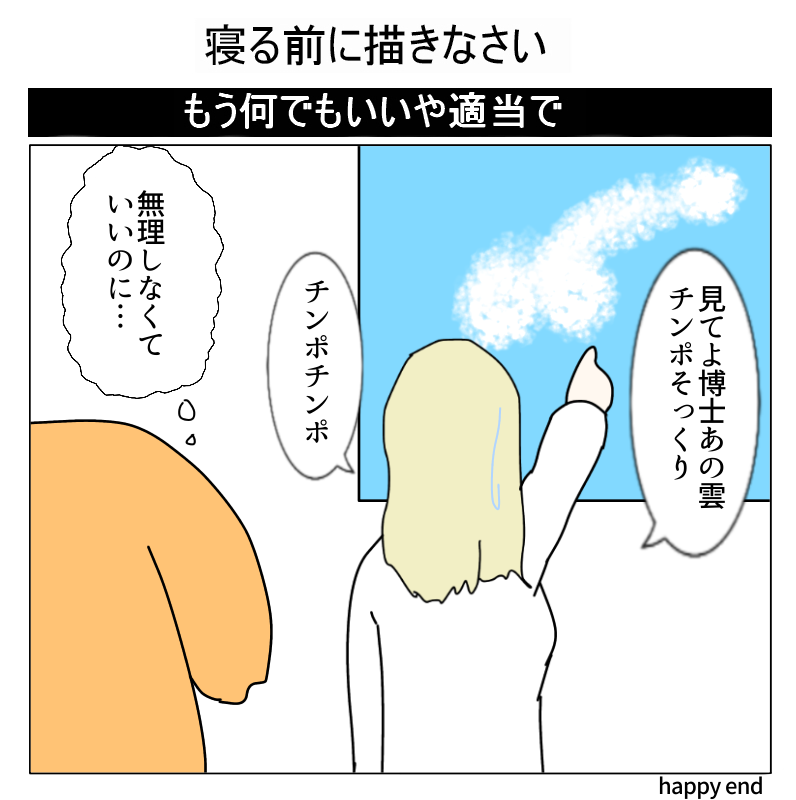 寝る前に描きなさい
もう何でもいいや適当で
見てよ博士あの雲
チンポそっくり
チンポチンポ
無理しなくて
いいのに…
happy end